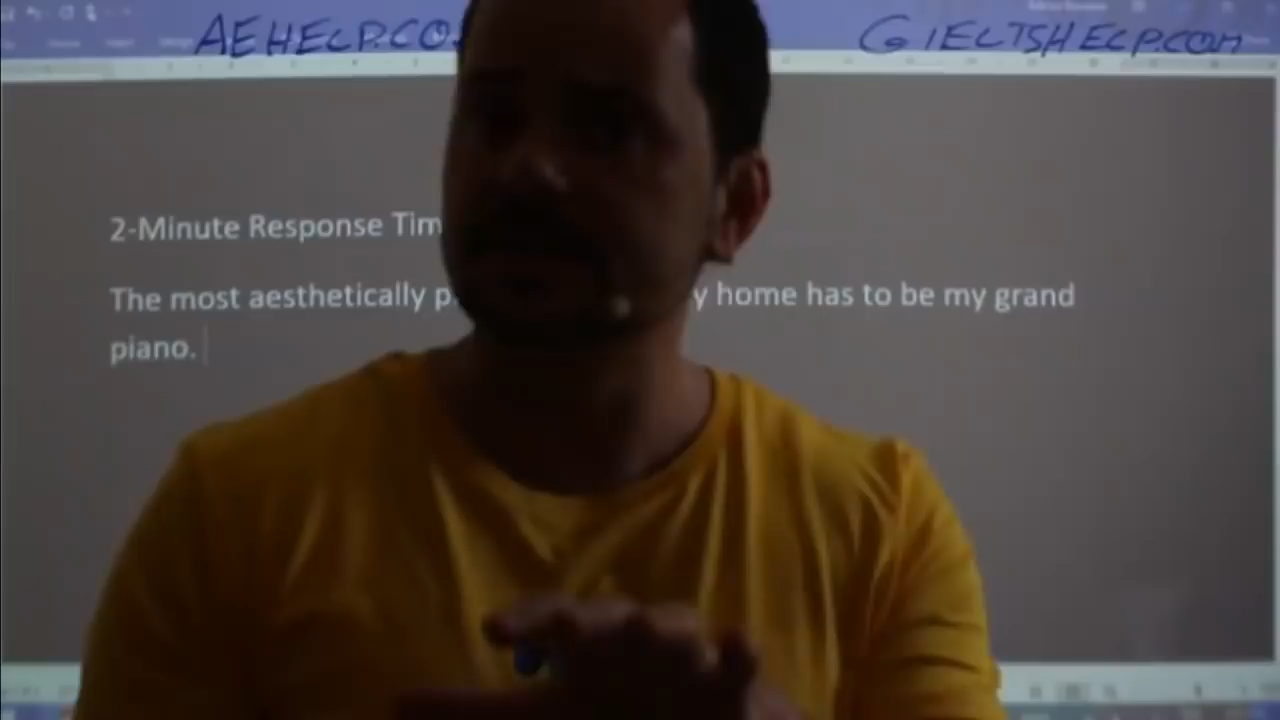 AEHELP.CO
GIELTSHELP.COM
2-Minute Response Tim
The most aesthetically p y home has to be my grand
piano.